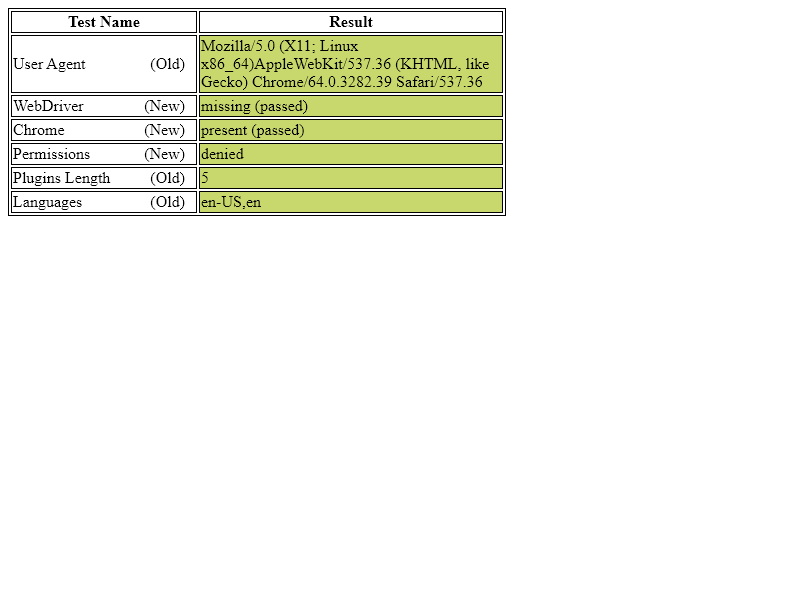 Test Name Result
User Agent (Old) Mozilla/5.0 (X11; Linux
x86_64)AppleWebKit/537.36 (KHTML, like
Gecko) Chrome/64.0.3282.39 Safari/537.36
WebDriver (New) missing (passed)
Chrome (New) present (passed)
Permissions (New) denied
Plugins Length (Old) 5
Languages (Old) en-US,en